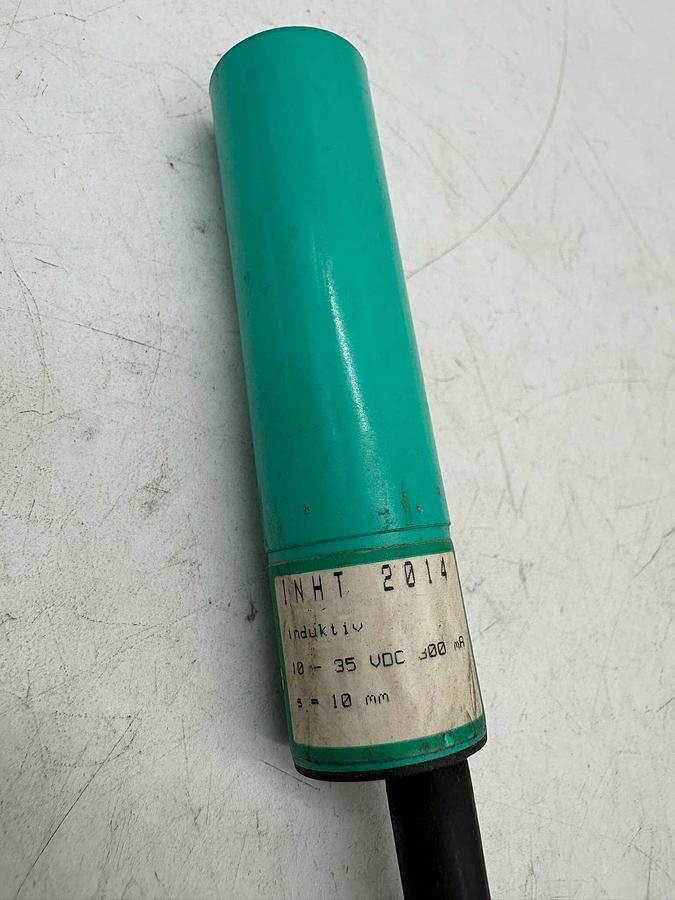 INHT 2014
induktiv
10 - 35 VDC 300 mA
s = 10 mm